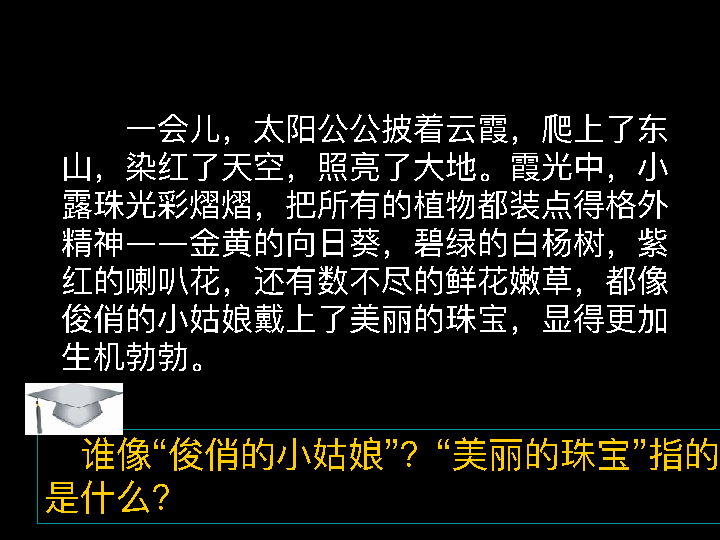 一会儿，太阳公公披着云霞，爬上了东
山，染红了天空，照亮了大地。霞光中，小
露珠光彩熠熠，把所有的植物都装点得格外
精神——金黄的向日葵，碧绿的白杨树，紫
红的喇叭花，还有数不尽的鲜花嫩草，都像
俊俏的小姑娘戴上了美丽的珠宝，显得更加
生机勃勃。
谁像“俊俏的小姑娘”？“美丽的珠宝”指的
是什么？